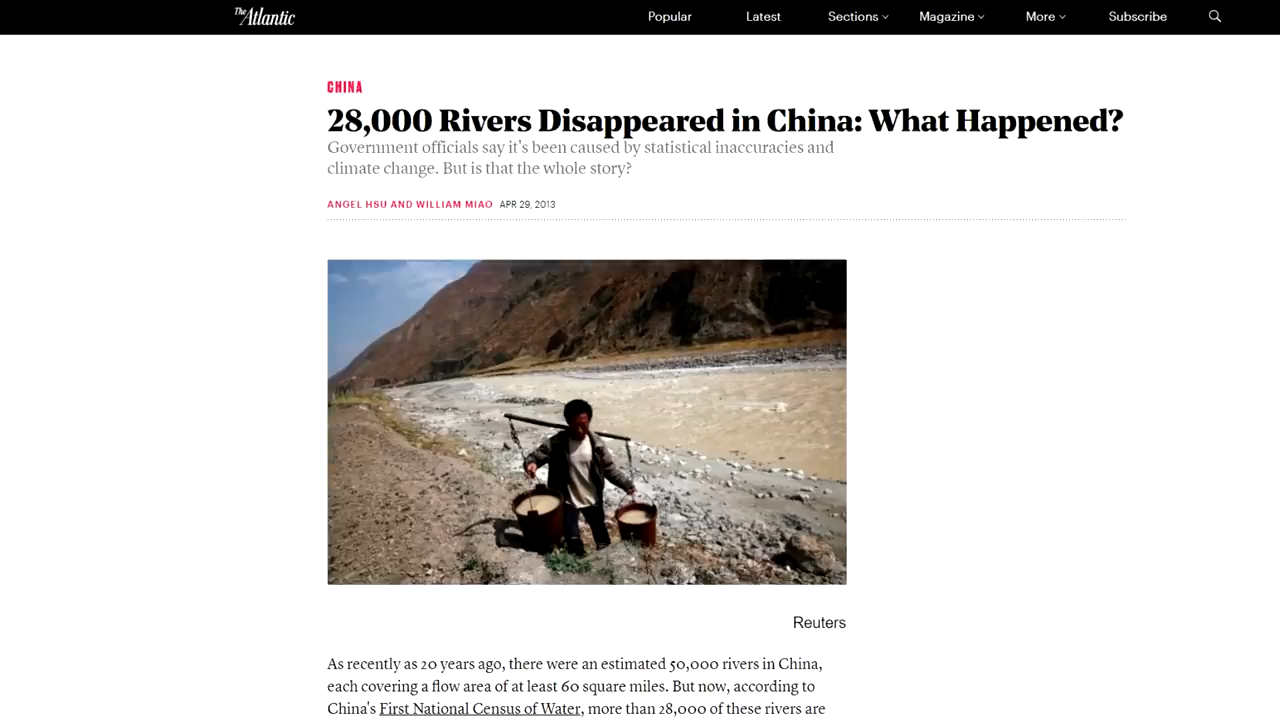 The Atlantic
Popular Latest Sections Magazine More Subscribe
CHINA
28,000 Rivers Disappeared in China: What Happened?
Government officials say it's been caused by statistical inaccuracies and
climate change. But is that the whole story?
ANGEL HSU AND WILLIAM MIAO APR 29, 2013
Reuters
As recently as 20 years ago, there were an estimated 50,000 rivers in China,
each covering a flow area of at least 60 square miles. But now, according to
China's First National Census of Water, more than 28,000 of these rivers are